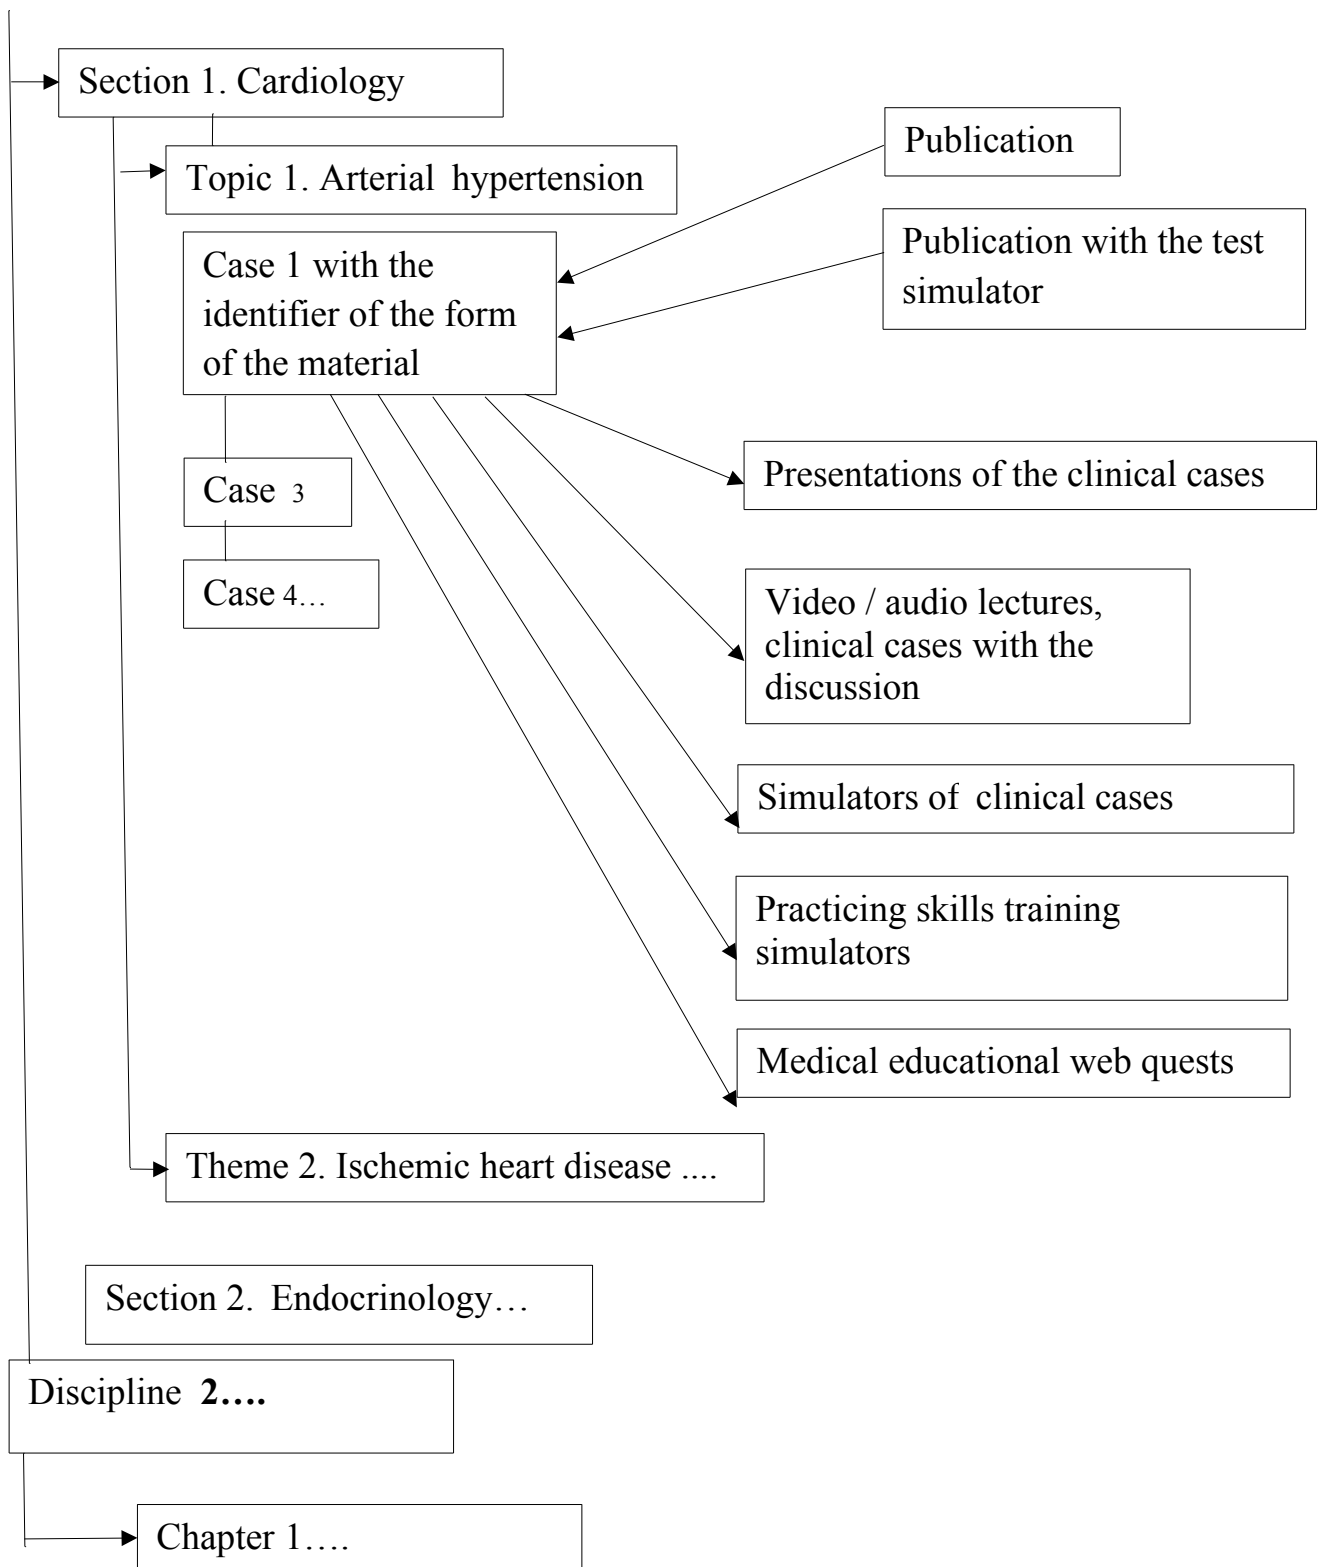 Section 1. Cardiology
Publication
Topic 1. Arterial hypertension
Publication with the test
simulator
Case 1 with the
identifier of the form
of the material
Presentations of the clinical cases
Case 3
Case 4...
Video / audio lectures,
clinical cases with the
discussion
Simulators of clinical cases
Practicing skills training
simulators
Medical educational web quests
Theme 2. Ischemic heart disease ....
Section 2. Endocrinology...
Discipline 2....
Chapter 1....